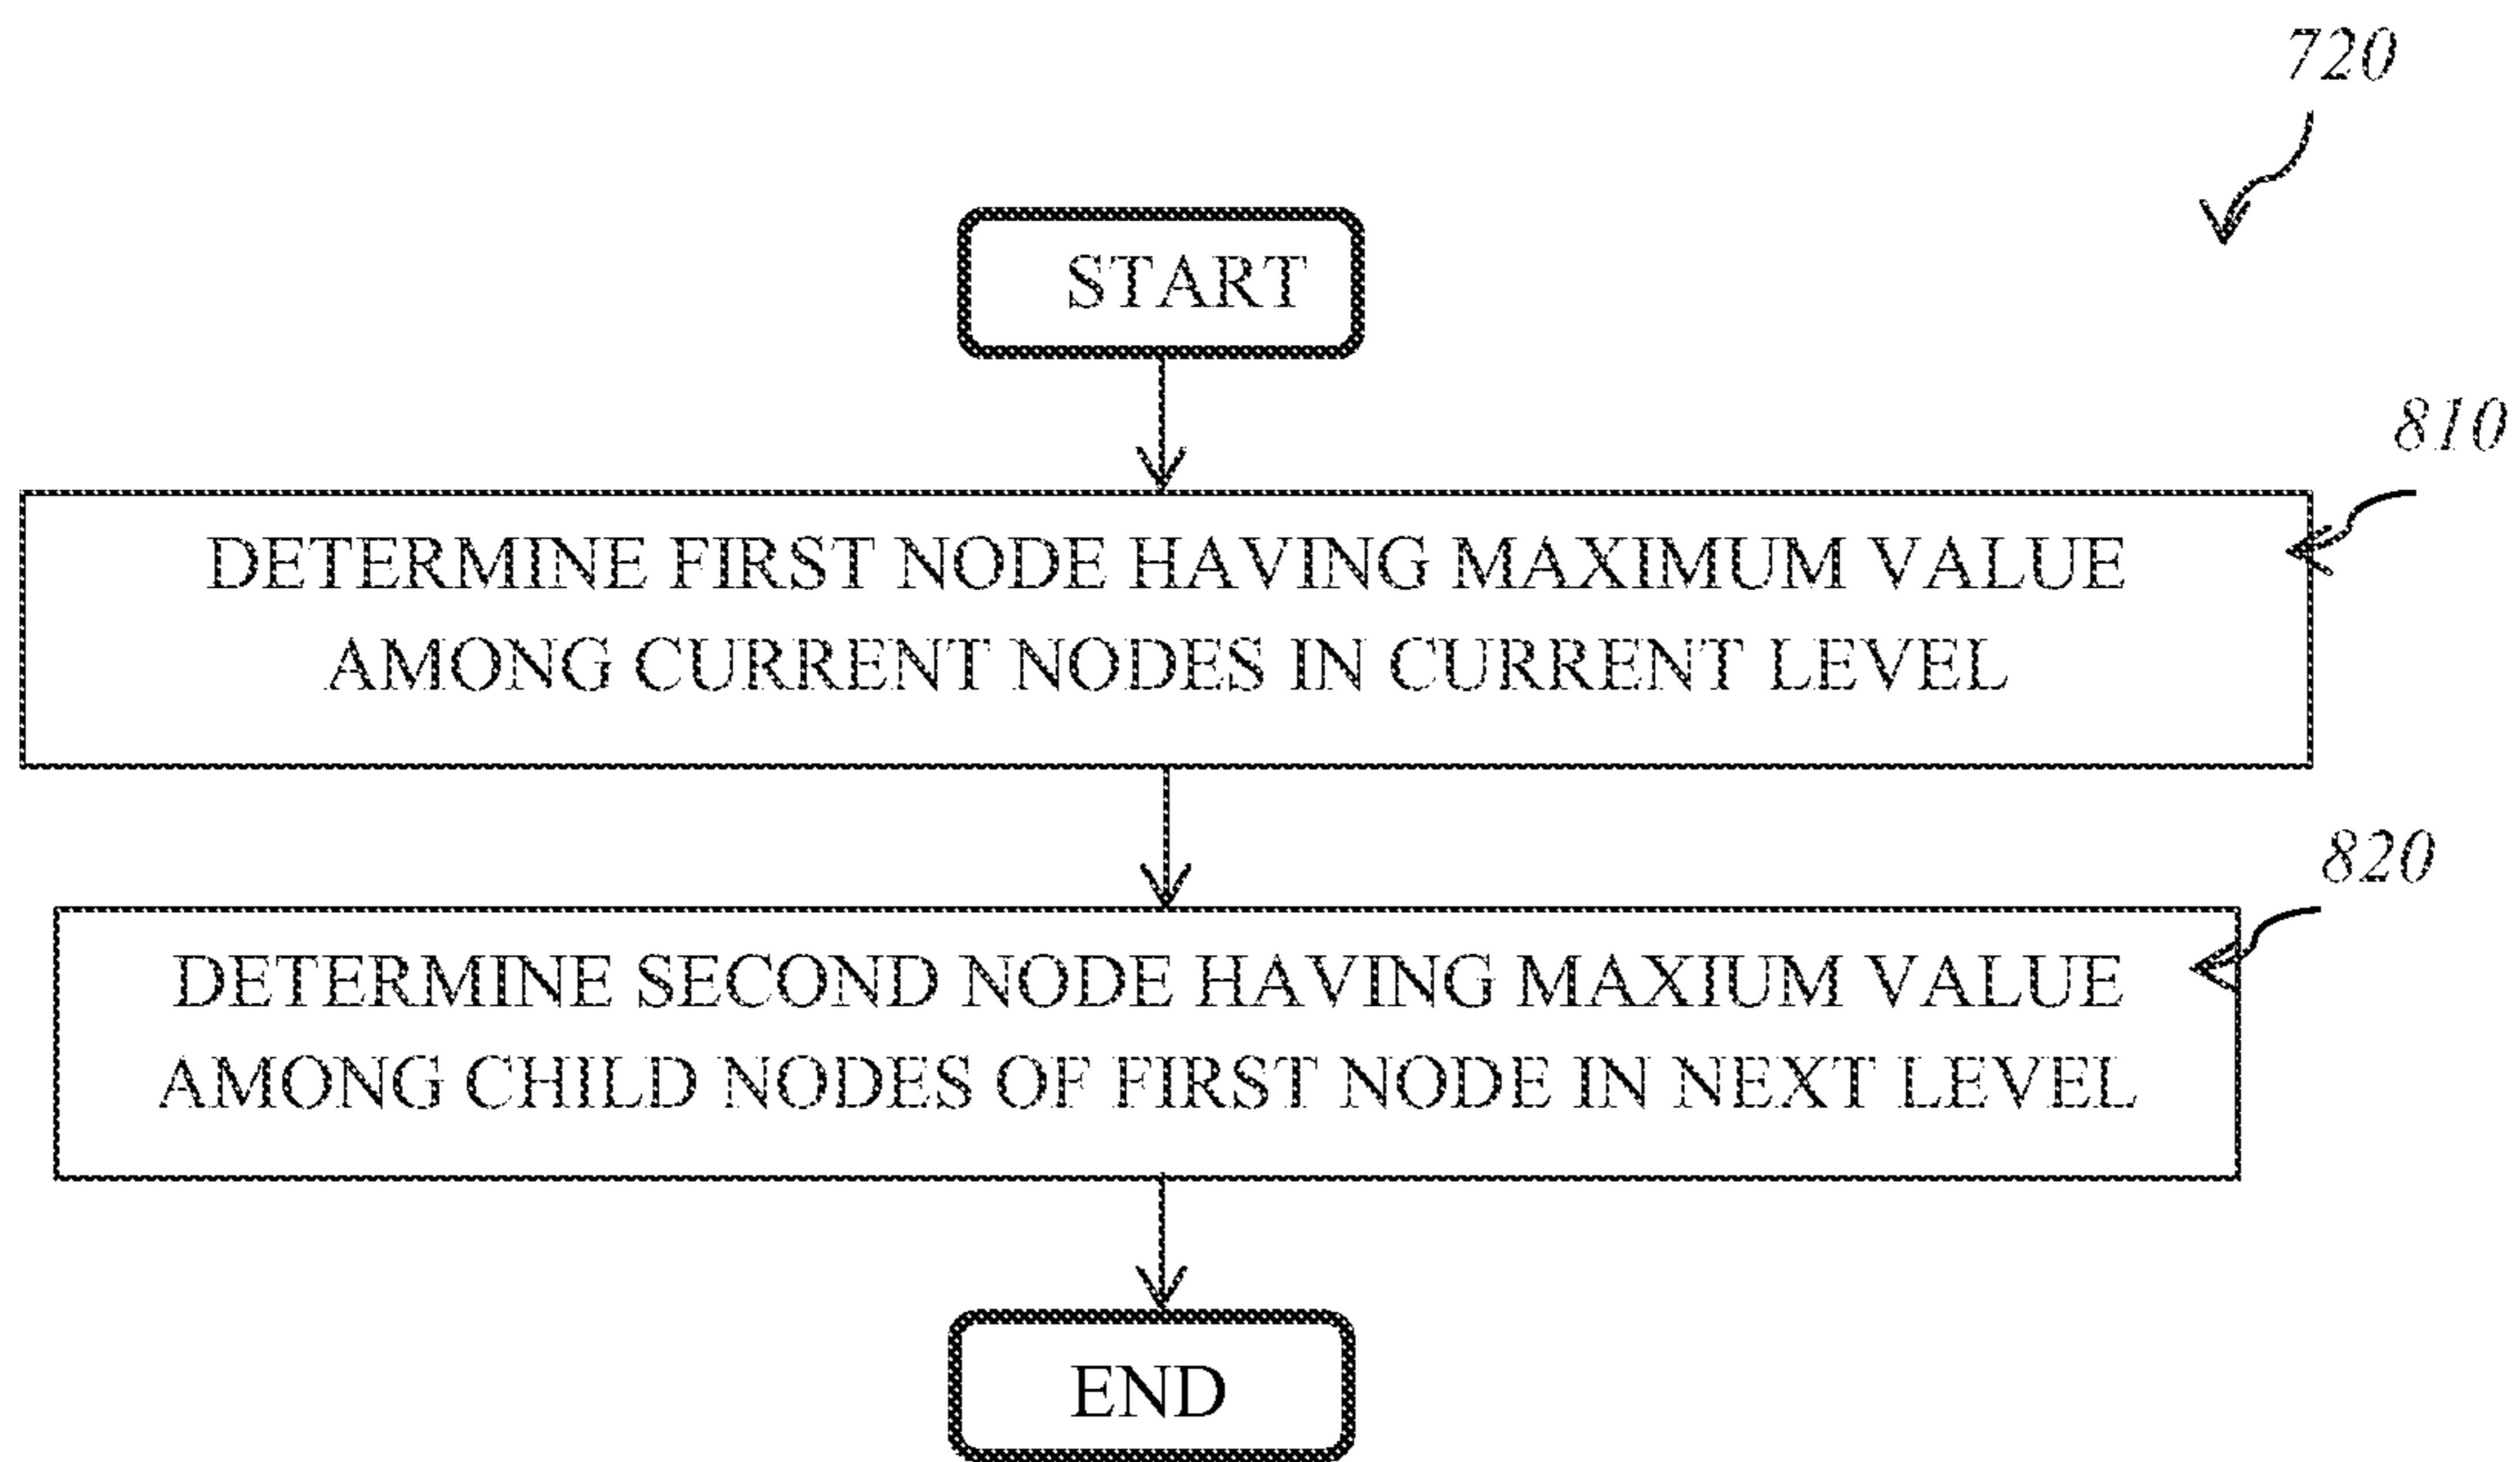 720
START
810
DETERMINE FIRST NODE HAVING MAXIMUM VALUE
AMONG CURRENT NODES IN CURRENT LEVEL
820
DETERMINE SECOND NODE HAVING MAXIUM VALUE
AMONG CHILD NODES OF FIRST NODE IN NEXT LEVEL
END